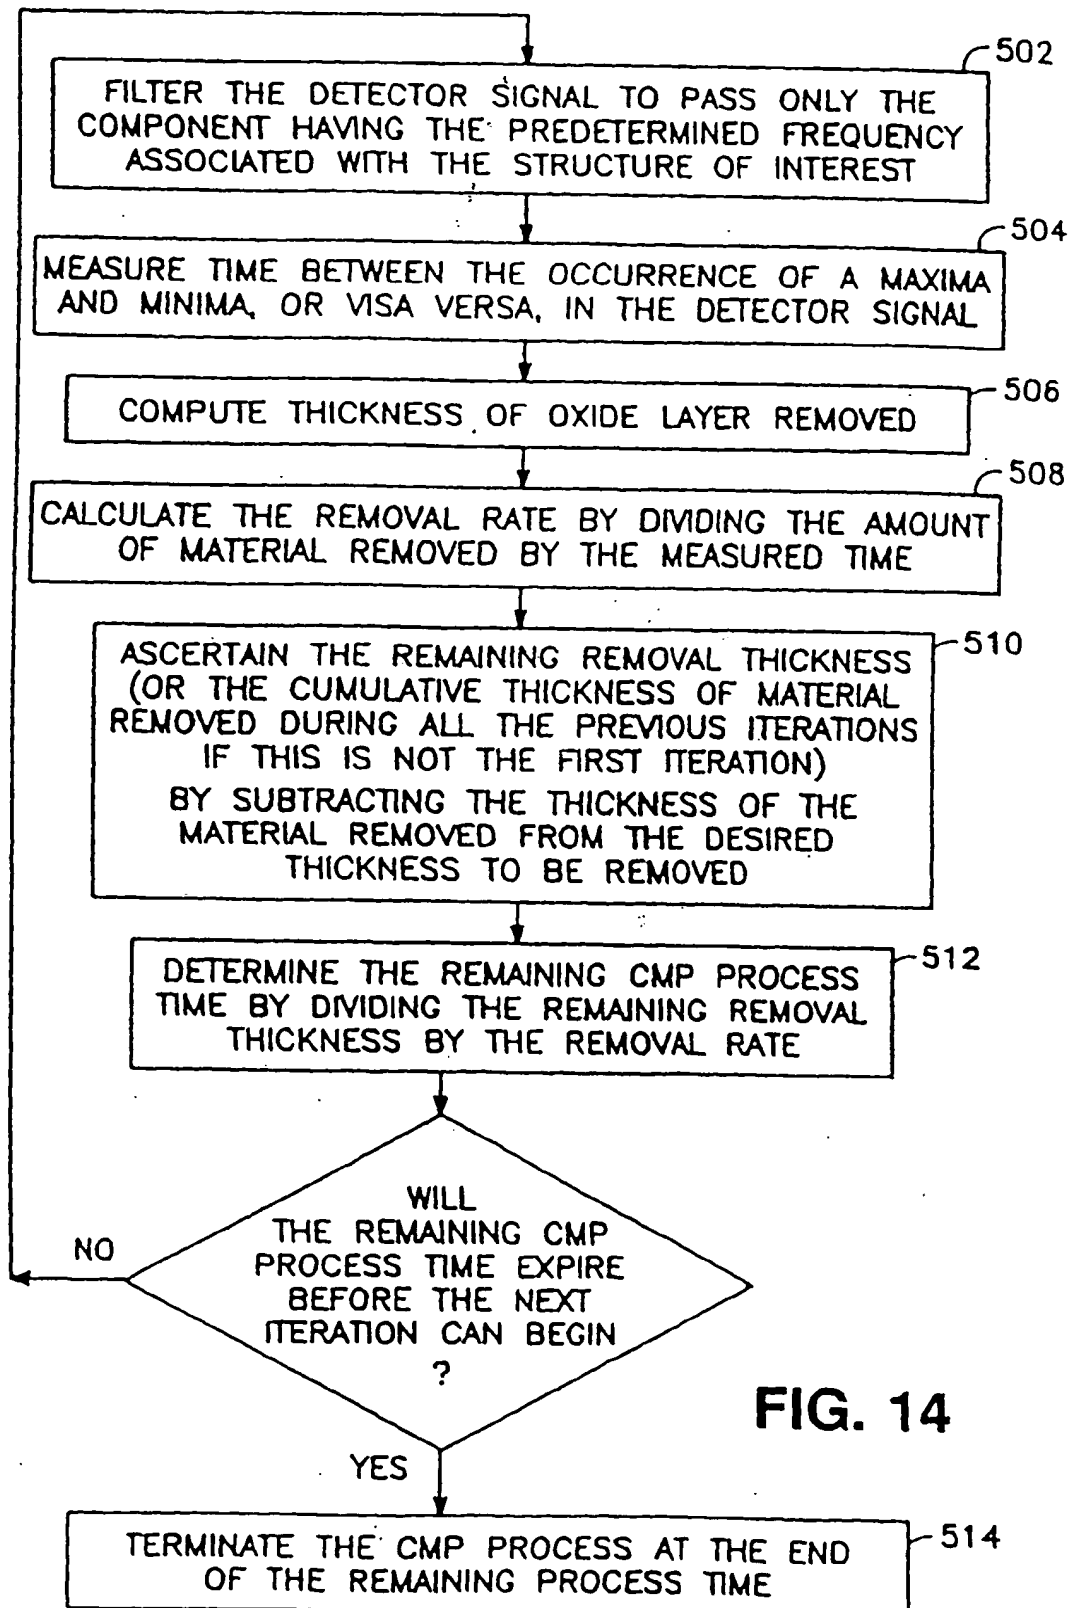 502
FILTER THE DETECTOR SIGNAL TO PASS ONLY THE
COMPONENT HAVING THE PREDETERMINED FREQUENCY
ASSOCIATED WITH THE STRUCTURE OF INTEREST
504
MEASURE TIME BETWEEN THE OCCURRENCE OF A MAXIMA
AND MINIMA, OR VISA VERSA, IN THE DETECTOR SIGNAL
506
COMPUTE THICKNESS OF OXIDE LAYER REMOVED
508
CALCULATE THE REMOVAL RATE BY DIVIDING THE AMOUNT
OF MATERIAL REMOVED BY THE MEASURED TIME
510
ASCERTAIN THE REMAINING REMOVAL THICKNESS
(OR THE CUMULATIVE THICKNESS OF MATERIAL
REMOVED DURING ALL THE PREVIOUS ITERATIONS
IF THIS IS NOT THE FIRST ITERATION)
BY SUBTRACTING THE THICKNESS OF THE
MATERIAL REMOVED FROM THE DESIRED
THICKNESS TO BE REMOVED
512
DETERMINE THE REMAINING CMP PROCESS
TIME BY DIVIDING THE REMAINING REMOVAL
THICKNESS BY THE REMOVAL RATE
WILL
THE REMAINING CMP
PROCESS TIME EXPIRE
BEFORE THE NEXT
ITERATION CAN BEGIN
?
NO
FIG. 14
YES
514
TERMINATE THE CMP PROCESS AT THE END
OF THE REMAINING PROCESS TIME